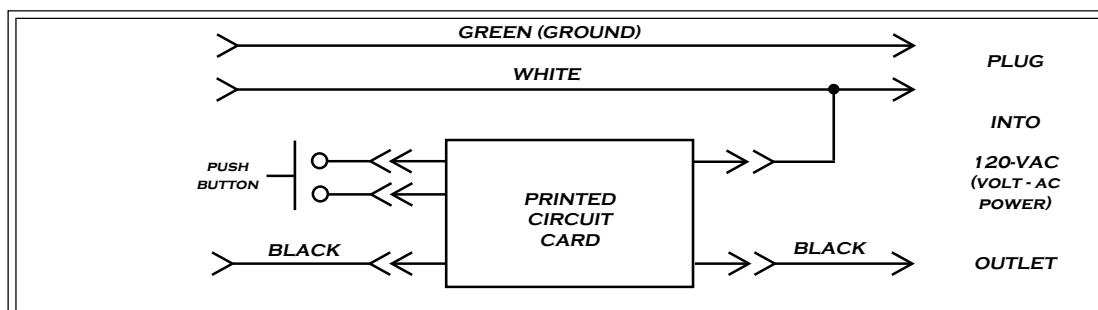 GREEN (GROUND)
PLUG
WHITE
INTO
PUSH
BUTTON
120-VAC
(VOLT - AC
POWER)
PRINTED
CIRCUIT
CARD
BLACK
BLACK
OUTLET